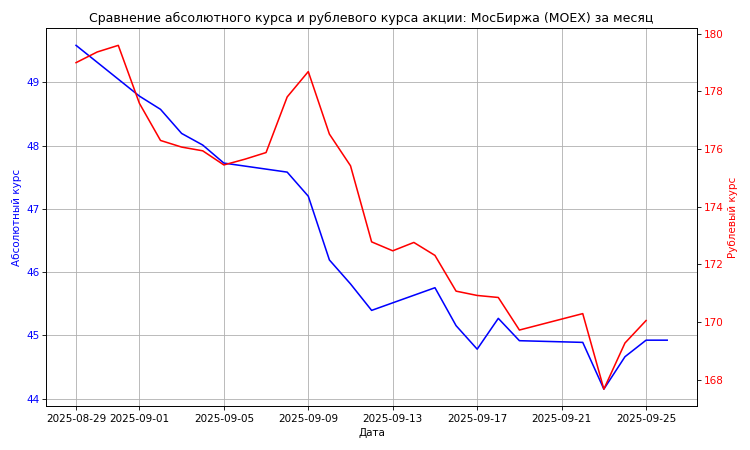 Сравнение абсолютного курса и рублевого курса акции: МосБиржа (MOEX) за месяц
Абсолютный курс
49
48
47
46
45
44
180
178
176
174
172
170
168
Рублевый курс
2025-08-29 2025-09-01 2025-09-05 2025-09-09 2025-09-13 2025-09-17 2025-09-21 2025-09-25
Дата